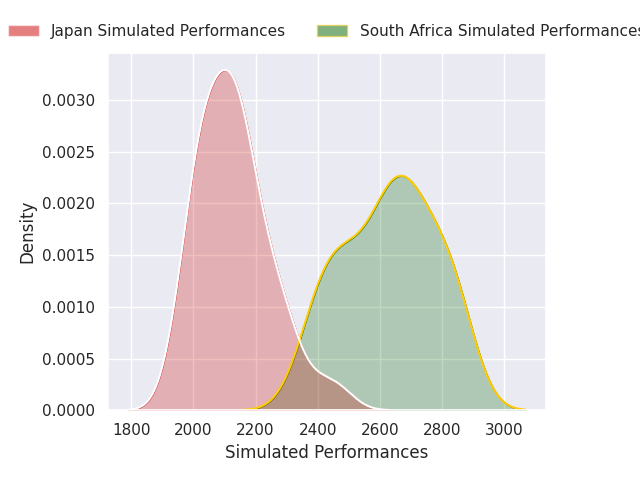 Japan Simulated Performances
South Africa Simulated Performances
0.0030
0.0025
0.0020
0.0015
0.0010
0.0005
0.0000
Density
1800 2000 2200 2400 2600 2800 3000
Simulated Performances